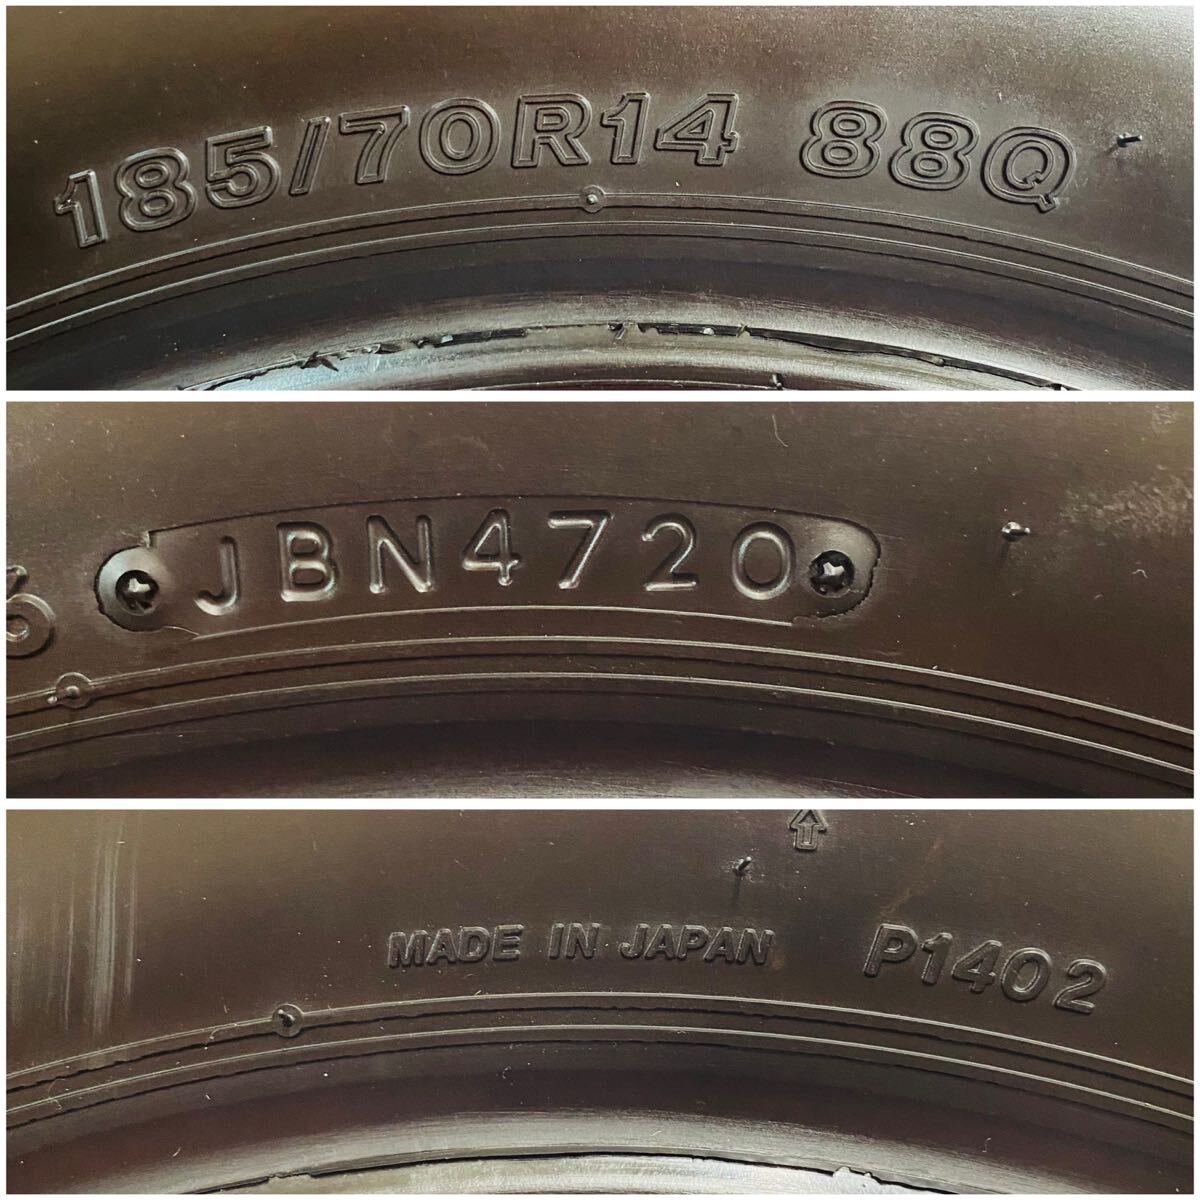 185/70R14 88Q
JBN4720
MADE IN JAPAN P1402